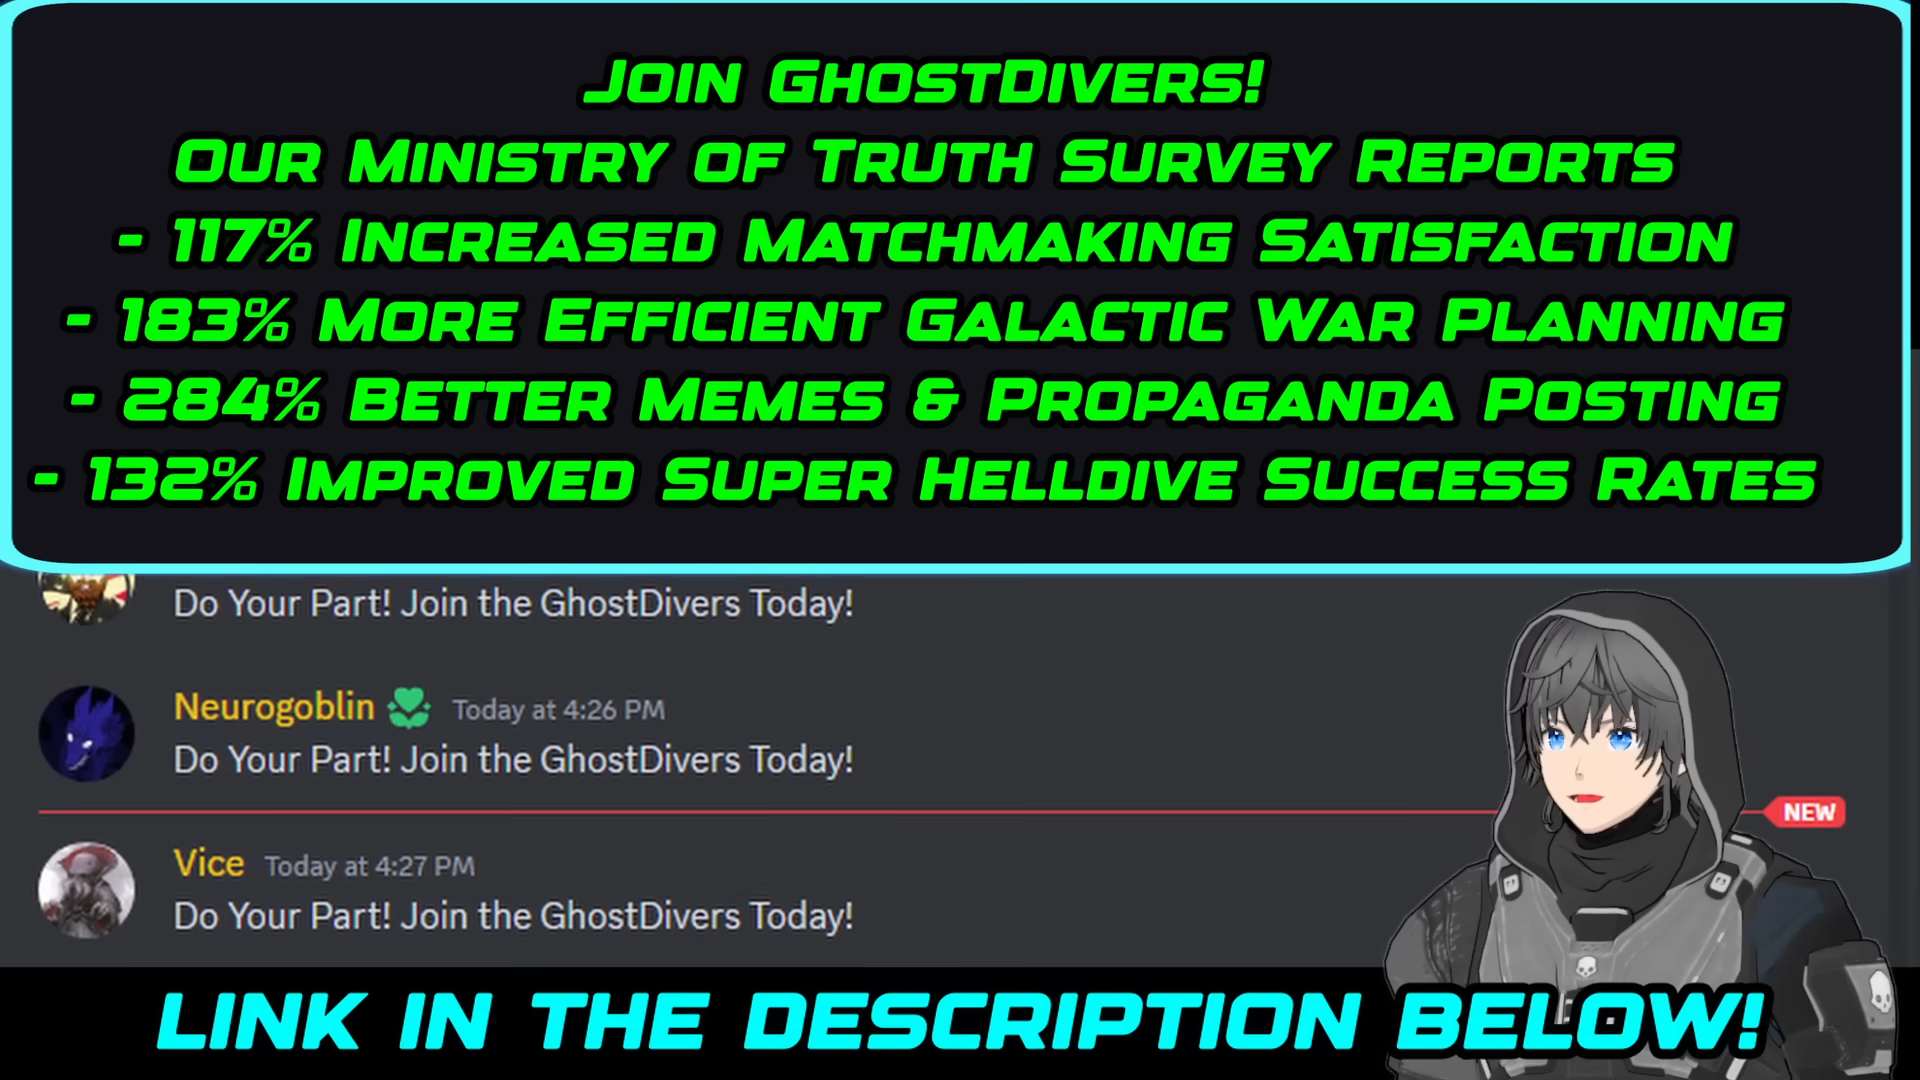 Join GhostDivers!
Our Ministry of Truth Survey Reports
- 117% Increased Matchmaking Satisfaction
- 183% More Efficient Galactic War Planning
- 284% Better Memes & Propaganda Posting
- 132% Improved Super Helldive Success Rates
Do Your Part! Join the GhostDivers Today!
Neurogoblin Today at 4:26 PM
Do Your Part! Join the GhostDivers Today!
NEW
Vice Today at 4:27 PM
Do Your Part! Join the GhostDivers Today!
LINK IN THE DESCRIPTION BELOW!